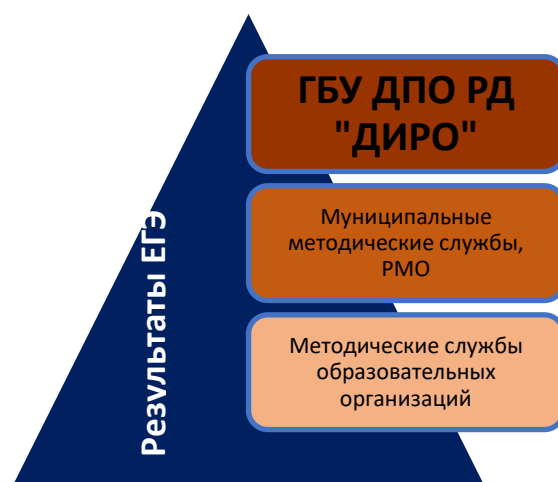 ГБУ ДПО РД
"ДИРО"
Муниципальные
методические службы,
РМО
Методические службы
образовательных
организаций
Результаты ЕГЭ